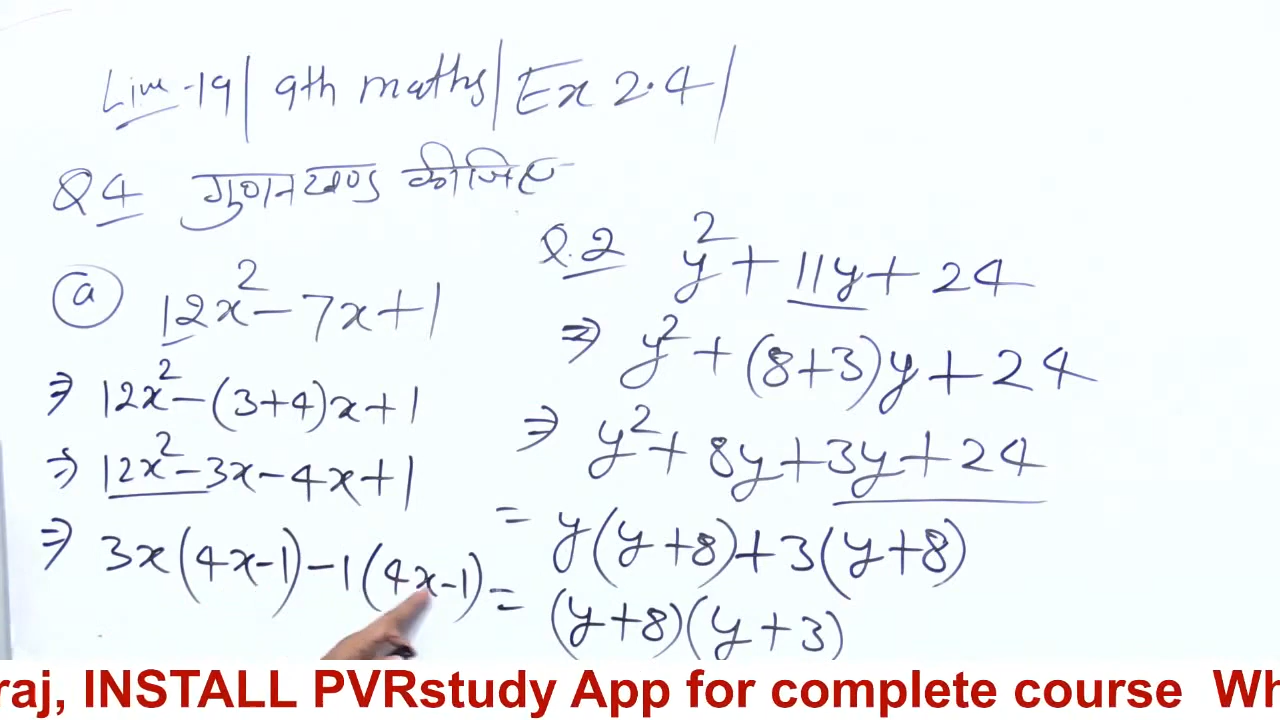 Live-19| 9th maths| Ex 2.4|
Q4 गुणनखण्ड कीजिए
(a) 12x² - 7x + 1
⇒ 12x² - (3+4)x + 1
⇒ 12x² - 3x - 4x + 1
⇒ 3x(4x-1) - 1(4x-1)
Q.2 y² + 11y + 24
⇒ y² + (8+3)y + 24
⇒ y² + 8y + 3y + 24
= y(y+8) + 3(y+8)
= (y+8)(y+3)
raj, INSTALL PVRstudy App for complete course Wh